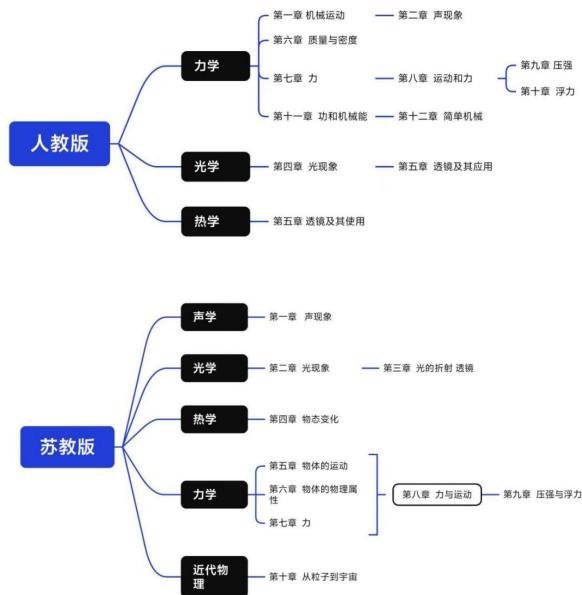 人教版
力学
第一章 机械运动
第二章 声现象
第六章 质量与密度
第七章 力
第八章 运动和力
第九章 压强
第十章 浮力
第十一章 功和机械能
第十二章 简单机械
光学
第四章 光现象
第五章 透镜及其应用
热学
第五章 透镜及其使用
苏教版
声学
第一章 声现象
光学
第二章 光现象
第三章 光的折射 透镜
热学
第四章 物态变化
力学
第五章 物体的运动
第六章 物体的物理属
性
第七章 力
第八章 力与运动
第九章 压强与浮力
近代物
理
第十章 从粒子到宇宙